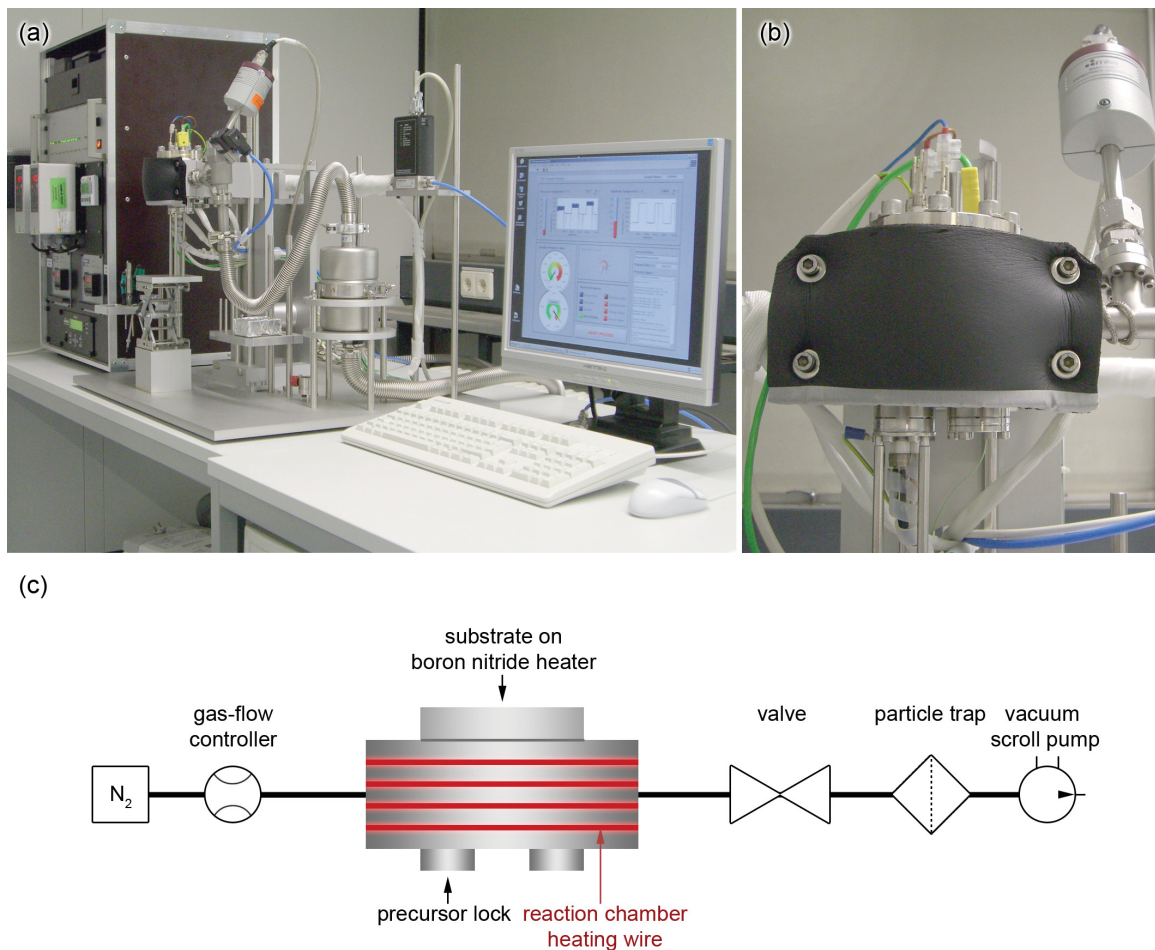 (a)
(b)
(c)
substrate on
boron nitride heater
gas-flow
controller
valve
particle trap
vacuum
scroll pump
N₂
precursor lock
reaction chamber
heating wire